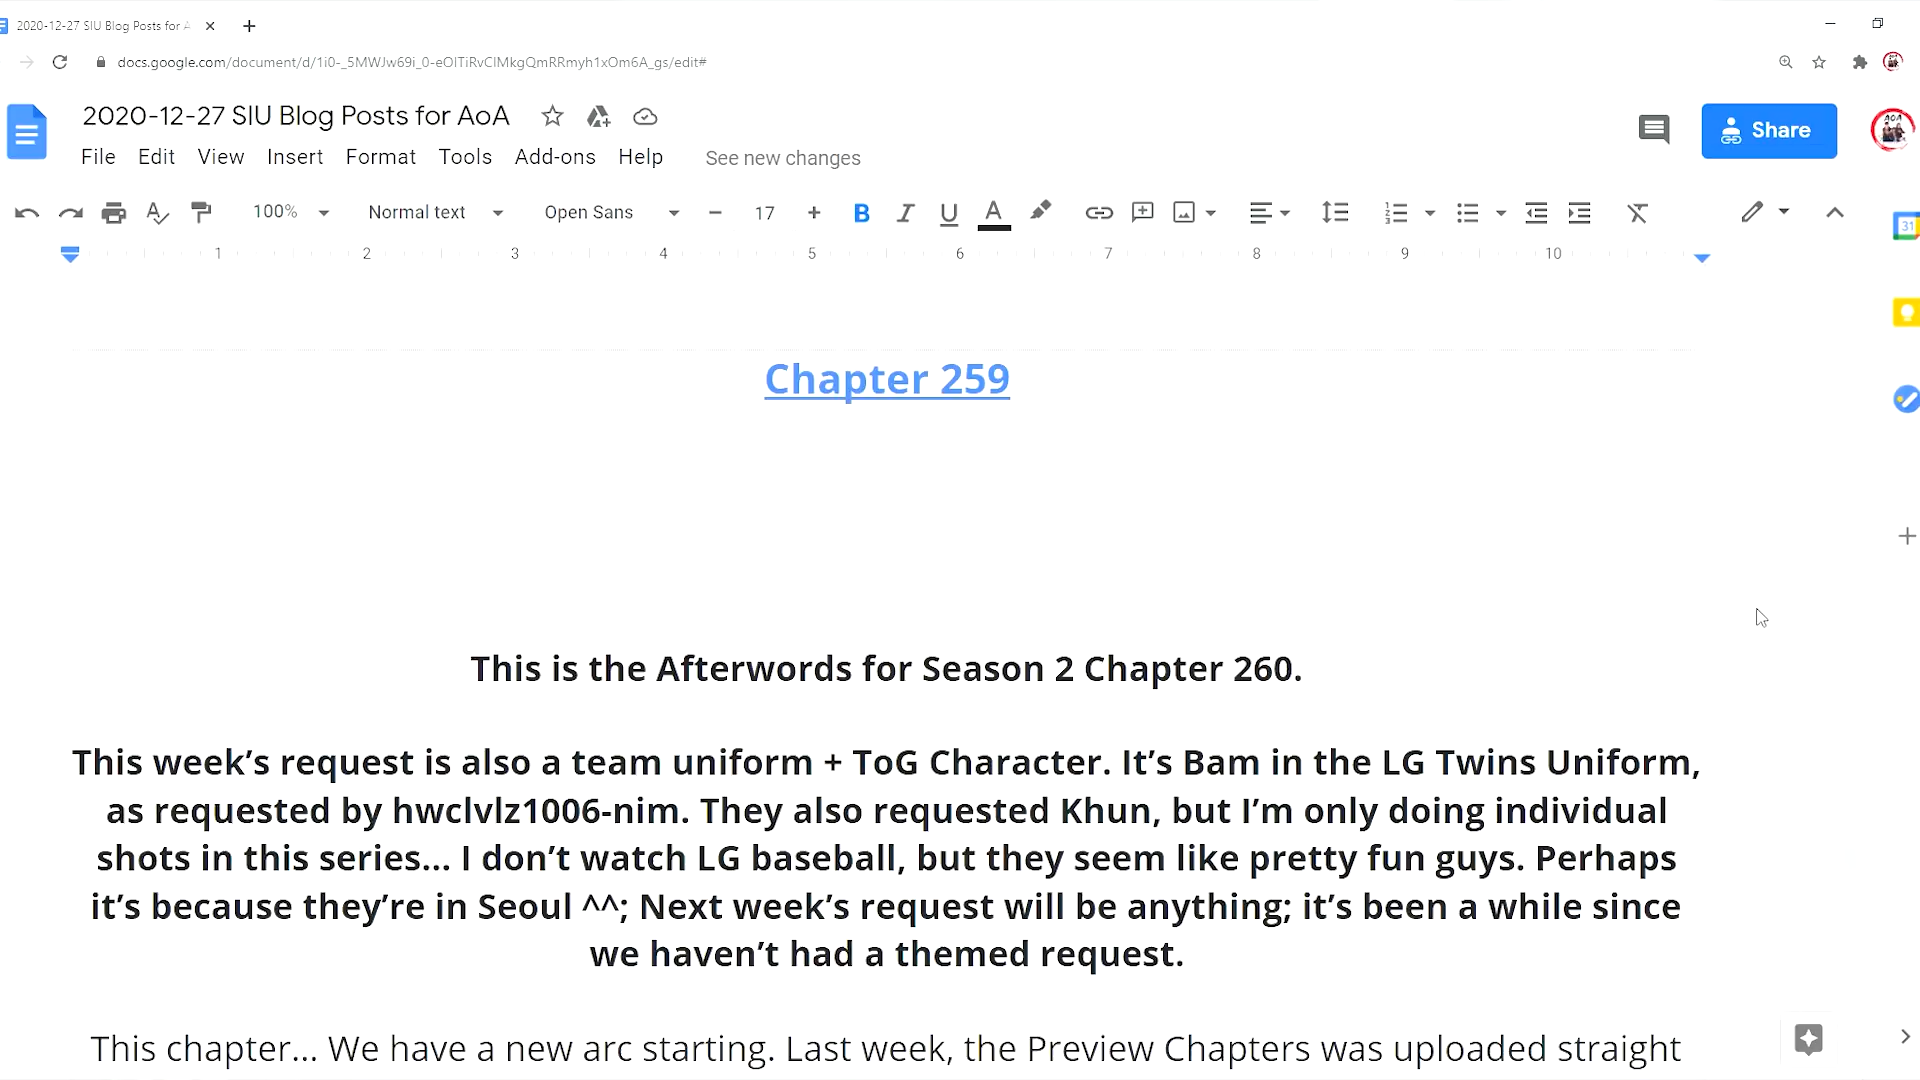 2020-12-27 SIU Blog Posts for A
docs.google.com/document/d/1i0-_5MWJw69i_0-eOITiRvClMkgQmRRmyh1xOm6A_gs/edit#
2020-12-27 SIU Blog Posts for AoA
File Edit View Insert Format Tools Add-ons Help See new changes
Share
100% Normal text Open Sans 17 B I U A
1 2 3 4 5 6 7 8 9 10
31
Chapter 259
This is the Afterwords for Season 2 Chapter 260.
This week's request is also a team uniform + ToG Character. It's Bam in the LG Twins Uniform,
as requested by hwclvlz1006-nim. They also requested Khun, but I'm only doing individual
shots in this series... I don't watch LG baseball, but they seem like pretty fun guys. Perhaps
it's because they're in Seoul ^^; Next week's request will be anything; it's been a while since
we haven't had a themed request.
This chapter... We have a new arc starting. Last week, the Preview Chapters was uploaded straight